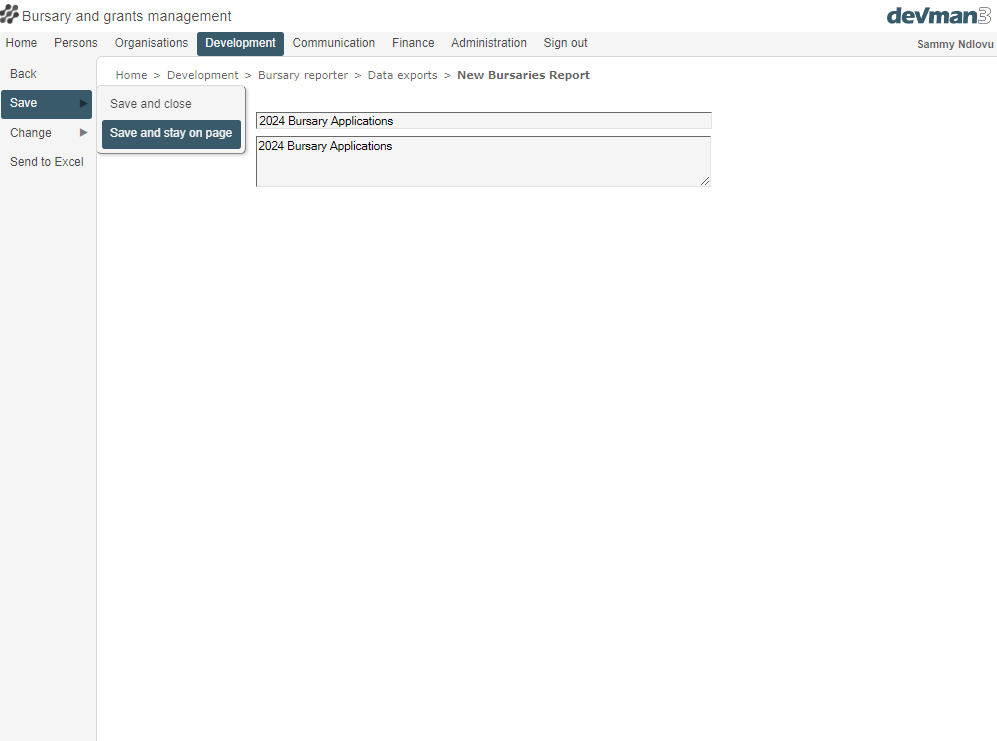 Bursary and grants management
devman3
Home Persons Organisations Development Communication Finance Administration Sign out
Sammy Ndlovu
Back
Home > Development > Bursary reporter > Data exports > New Bursaries Report
Save
Save and close
Change
Save and stay on page
Send to Excel
2024 Bursary Applications
2024 Bursary Applications